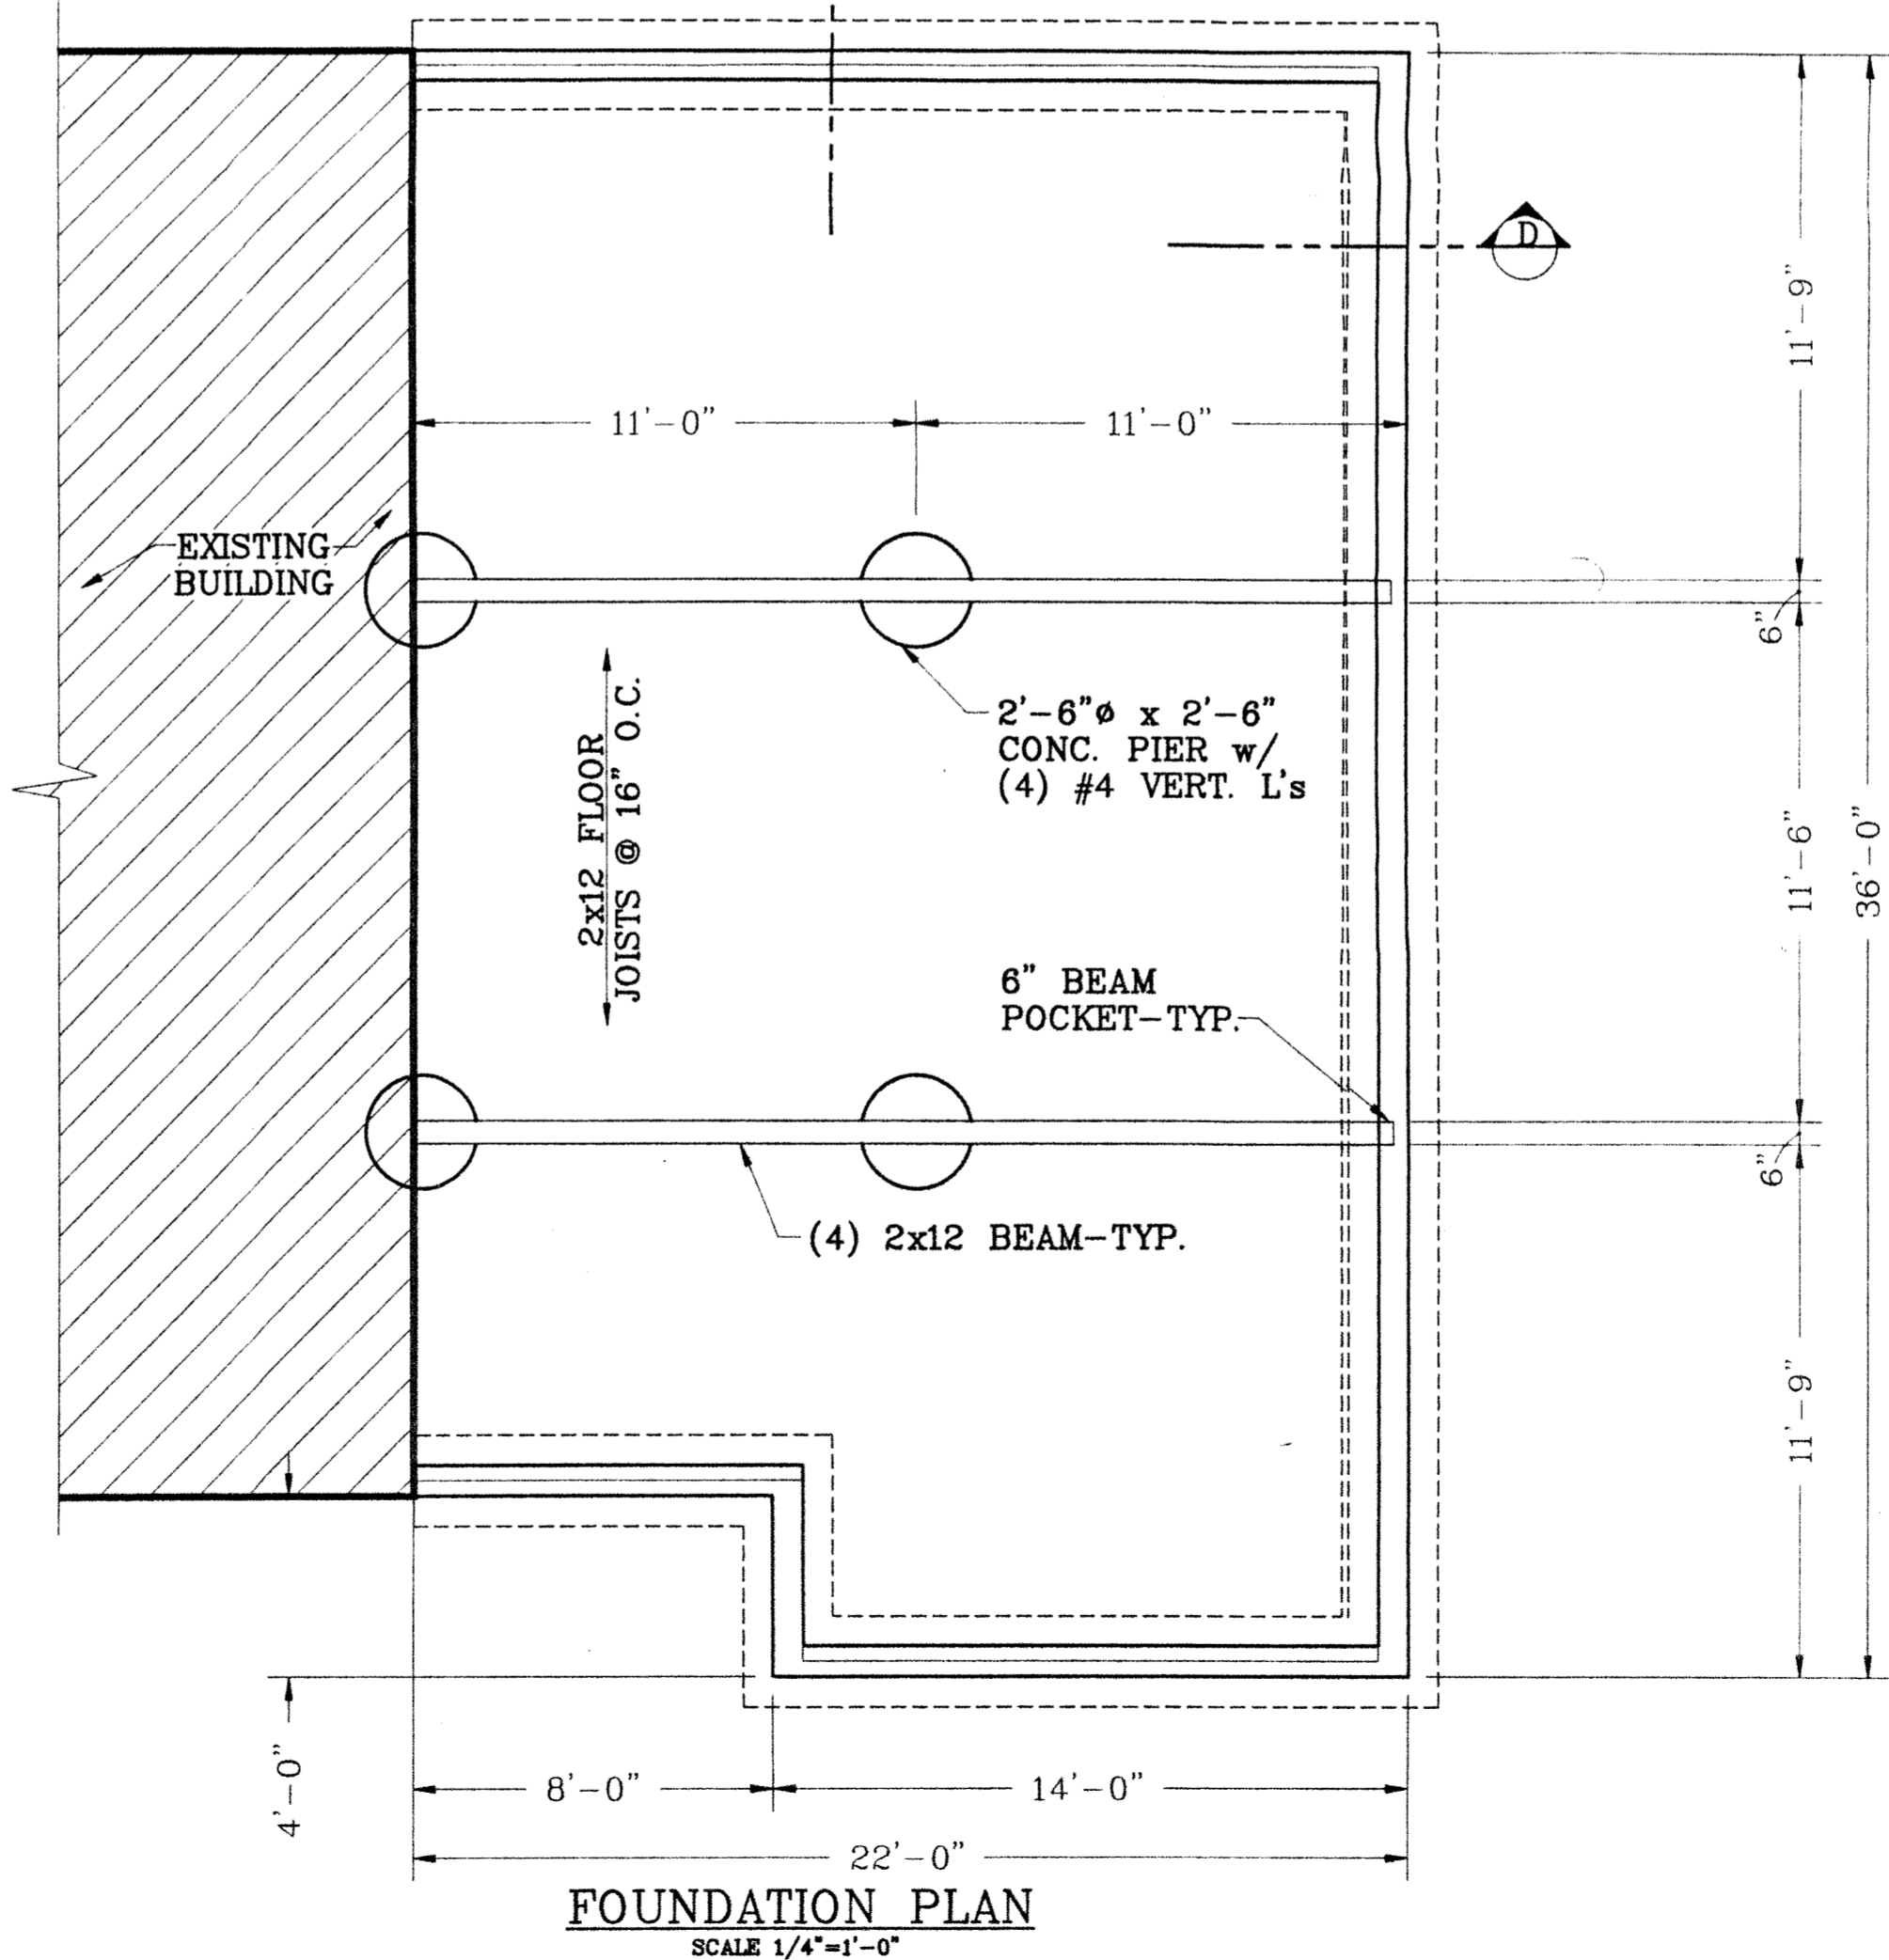 D
11'-9"
11'-0"
11'-0"
EXISTING
BUILDING
6"
2'-6"ø x 2'-6"
CONC. PIER w/
(4) #4 VERT. L's
2x12 FLOOR
JOISTS @ 16" O.C.
11'-6"
36'-0"
6" BEAM
POCKET-TYP.
6"
(4) 2x12 BEAM-TYP.
11'-9"
4'-0"
8'-0"
14'-0"
22'-0"
FOUNDATION PLAN
SCALE 1/4"=1'-0"